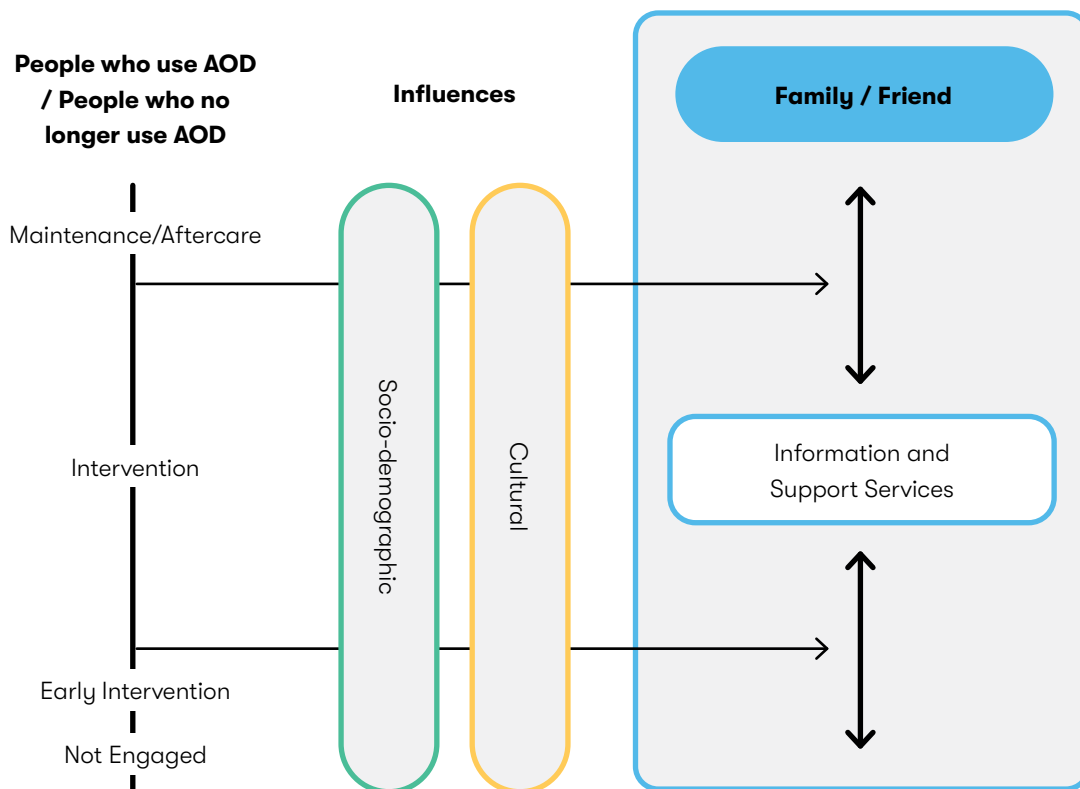 People who use AOD
/ People who no
longer use AOD
Influences
Family / Friend
Maintenance/Aftercare
Socio-demographic
Cultural
Intervention
Information and
Support Services
Early Intervention
Not Engaged